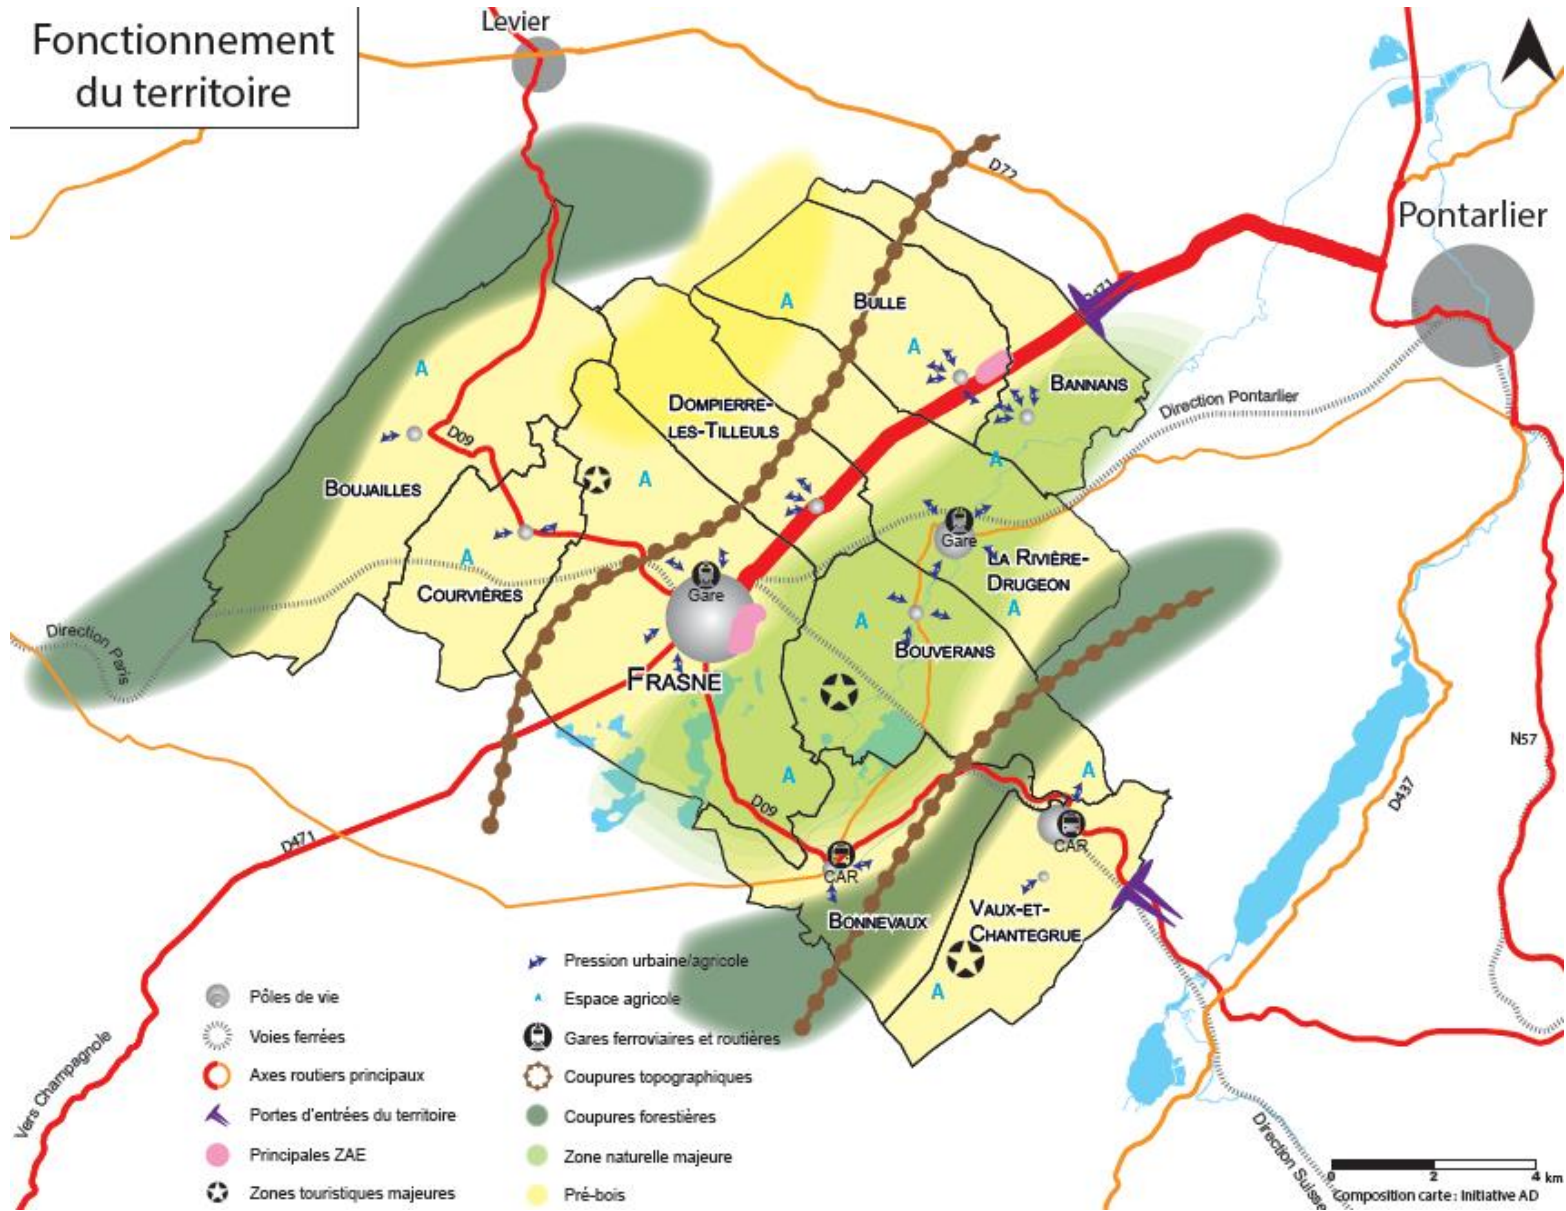 Fonctionnement
du territoire
Levier
D72
Pontarlier
D471
A
BULLE
A
BANNANS
A
Direction Pontarlier
DOMPIERRE-
LES-TILLEULS
D09
A
A
BOUJAILLES
Gare
A
LA RIVIÈRE-
DRUGEON
COURVIÈRES
Gare
A
A
BOUVERANS
Direction Paris
FRASNE
N57
A
A
D437
D09
D471
CAR
CAR
BONNEVAUX
VAUX-ET-
CHANTEGRUE
A
Vers Champagnole
Pôles de vie
Voies ferrées
Axes routiers principaux
Portes d'entrées du territoire
Principales ZAE
Zones touristiques majeures
Pression urbaine/agricole
A Espace agricole
Gares ferroviaires et routières
Coupures topographiques
Coupures forestières
Zone naturelle majeure
Pré-bois
Direction Suisse
0 2 4 km
Composition carte : Initiative AD